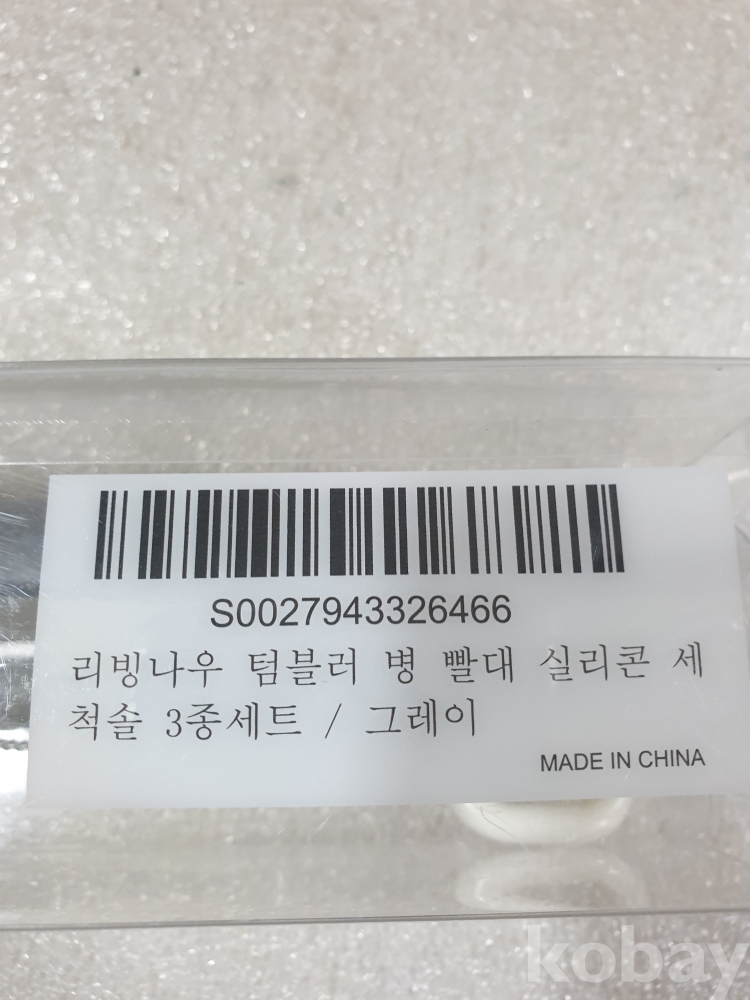 S0027943326466
리빙나우 텀블러 병 빨대 실리콘 세
척솔 3종세트 / 그레이
MADE IN CHINA
kobay